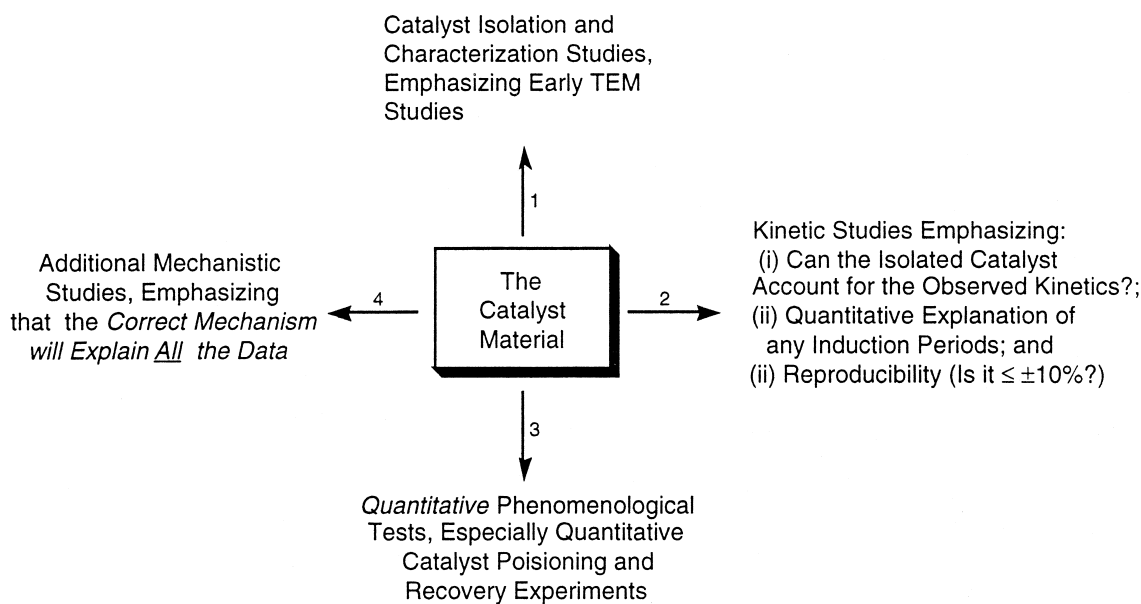 Catalyst Isolation and
Characterization Studies,
Emphasizing Early TEM
Studies
1
The
Catalyst
Material
2
Kinetic Studies Emphasizing:
(i) Can the Isolated Catalyst
Account for the Observed Kinetics?;
(ii) Quantitative Explanation of
any Induction Periods; and
(ii) Reproducibility (Is it ≤ ±10%?)
3
Quantitative Phenomenological
Tests, Especially Quantitative
Catalyst Poisioning and
Recovery Experiments
4
Additional Mechanistic
Studies, Emphasizing
that the Correct Mechanism
will Explain All the Data